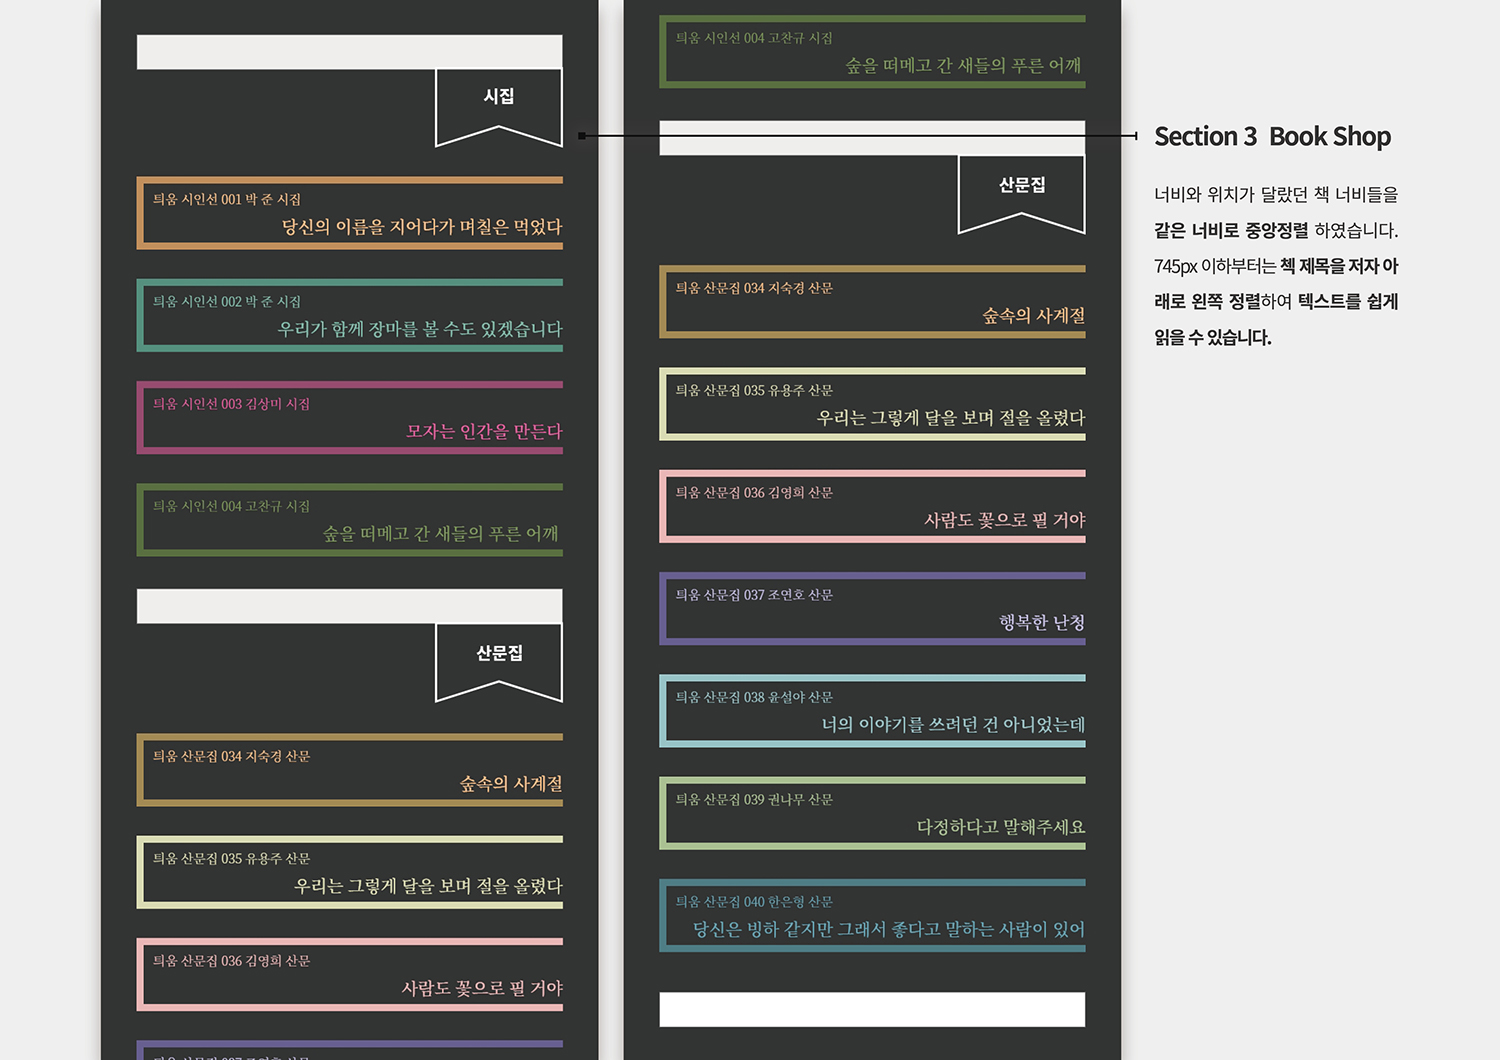 시집
틔움 시인선 001 박 준 시집
당신의 이름을 지어다가 며칠은 먹었다
틔움 시인선 002 박 준 시집
우리가 함께 장마를 볼 수도 있겠습니다
틔움 시인선 003 김상미 시집
모자는 인간을 만든다
틔움 시인선 004 고찬규 시집
숲을 떠메고 간 새들의 푸른 어깨
산문집
틔움 산문집 034 지숙경 산문
숲속의 사계절
틔움 산문집 035 유용주 산문
우리는 그렇게 달을 보며 절을 올렸다
틔움 산문집 036 김영희 산문
사람도 꽃으로 필 거야
틔움 시인선 004 고찬규 시집
숲을 떠메고 간 새들의 푸른 어깨
산문집
틔움 산문집 034 지숙경 산문
숲속의 사계절
틔움 산문집 035 유용주 산문
우리는 그렇게 달을 보며 절을 올렸다
틔움 산문집 036 김영희 산문
사람도 꽃으로 필 거야
틔움 산문집 037 조연호 산문
행복한 난청
틔움 산문집 038 윤설야 산문
너의 이야기를 쓰려던 건 아니었는데
틔움 산문집 039 권나무 산문
다정하다고 말해주세요
틔움 산문집 040 한은형 산문
당신은 빙하 같지만 그래서 좋다고 말하는 사람이 있어
Section 3 Book Shop
너비와 위치가 달랐던 책 너비들을
같은 너비로 중앙정렬 하였습니다.
745px 이하부터는 첵 제목을 저자 아
래로 왼쪽 정렬하여 텍스트를 쉽게
읽을 수 있습니다.